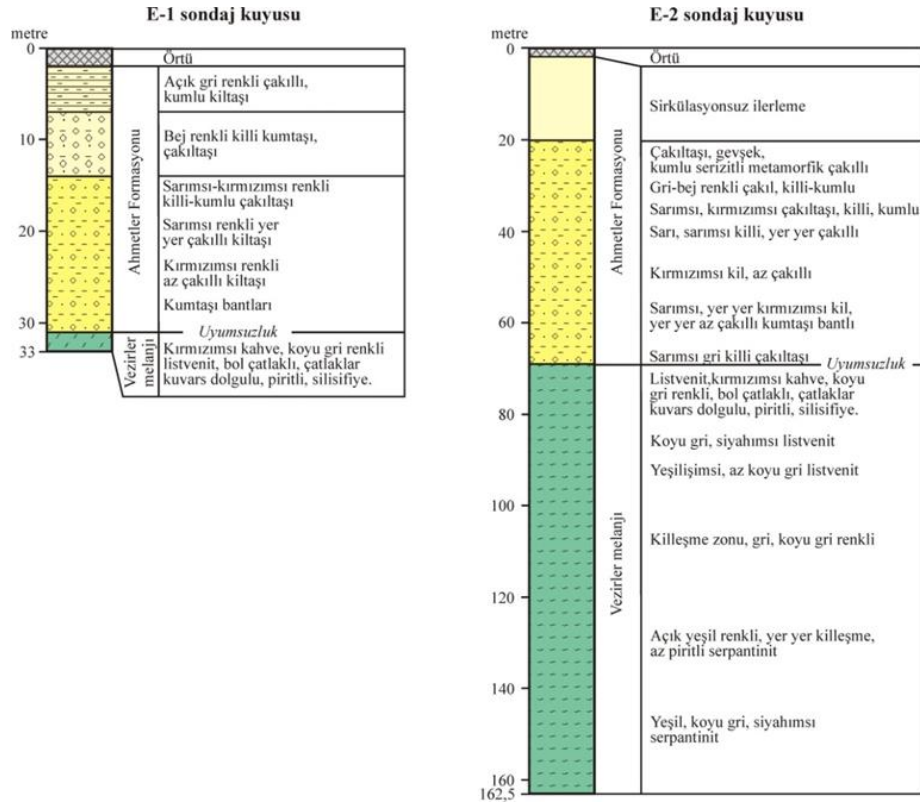 E-1 sondaj kuyusu
metre
0
10
20
30
33
Örtü
Ahmetler Formasyonu
Açık gri renkli çakıllı,
kumlu kiltaşı
Bej renkli killi kumtaşı,
çakıltaşı
Sarımsı-kırmızımsı renkli
killi-kumlu çakıltaşı
Sarımsı renkli yer
yer çakıllı kiltaşı
Kırmızımsı renkli
az çakıllı kiltaşı
Kumtaşı bantları
Uyumsuzluk
Vezirler
melanjı
Kırmızımsı kahve, koyu gri renkli
listvenit, bol çatlaklı, çatlaklar
kuvars dolgulu, piritli, silisifiye.
E-2 sondaj kuyusu
metre
0
20
40
60
80
100
120
140
160
162,5
Örtü
Ahmetler Formasyonu
Sirkülasyonsuz ilerleme
Çakıltaşı, gevşek,
kumlu serizitli metamorfik çakıllı
Gri-bej renkli çakıl, killi-kumlu
Sarımsı, kırmızımsı çakıltaşı, killi, kumlu
Sarı, sarımsı killi, yer yer çakıllı
Kırmızımsı kil, az çakıllı
Sarımsı, yer yer kırmızımsı kil,
yer yer az çakıllı kumtaşı bantlı
Sarımsı gri killi çakıltaşı
Uyumsuzluk
Vezirler melanjı
Listvenit,kırmızımsı kahve, koyu
gri renkli, bol çatlaklı, çatlaklar
kuvars dolgulu, piritli, silisifiye.
Koyu gri, siyahımsı listvenit
Yeşilişimsi, az koyu gri listvenit
Killeşme zonu, gri, koyu gri renkli
Açık yeşil renkli, yer yer killeşme,
az piritli serpantinit
Yeşil, koyu gri, siyahımsı
serpantinit